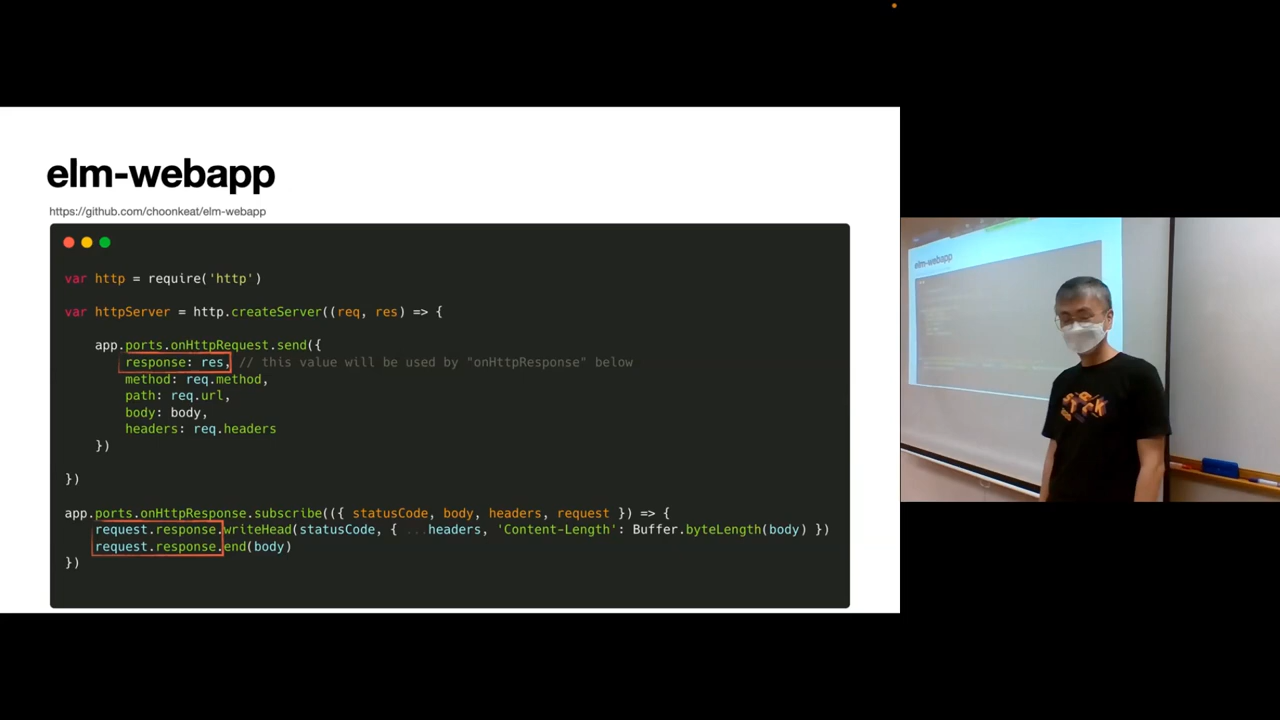 elm-webapp
https://github.com/choonkeat/elm-webapp
var http = require('http')
var httpServer = http.createServer((req, res) => {
app.ports.onHttpRequest.send({
response: res, // this value will be used by "onHttpResponse" below
method: req.method,
path: req.url,
body: body,
headers: req.headers
})
})
app.ports.onHttpResponse.subscribe(({ statusCode, body, headers, request }) => {
request.response.writeHead(statusCode, { ...headers, 'Content-Length': Buffer.byteLength(body) })
request.response.end(body)
})
elm-webapp